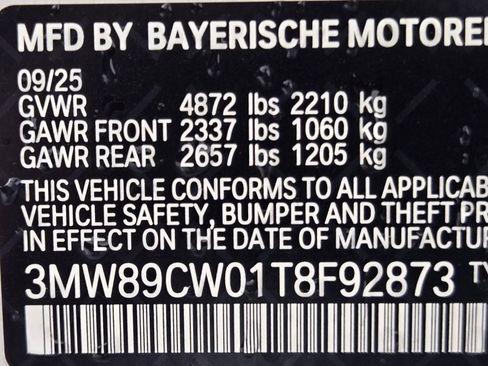 MFD BY BAYERISCHE MOTORE
09/25
GVWR 4872 lbs 2210 kg
GAWR FRONT 2337 lbs 1060 kg
GAWR REAR 2657 lbs 1205 kg
THIS VEHICLE CONFORMS TO ALL APPLICAB
VEHICLE SAFETY, BUMPER AND THEFT PR
IN EFFECT ON THE DATE OF MANUFACTUR
3MW89CW01T8F92873 TY